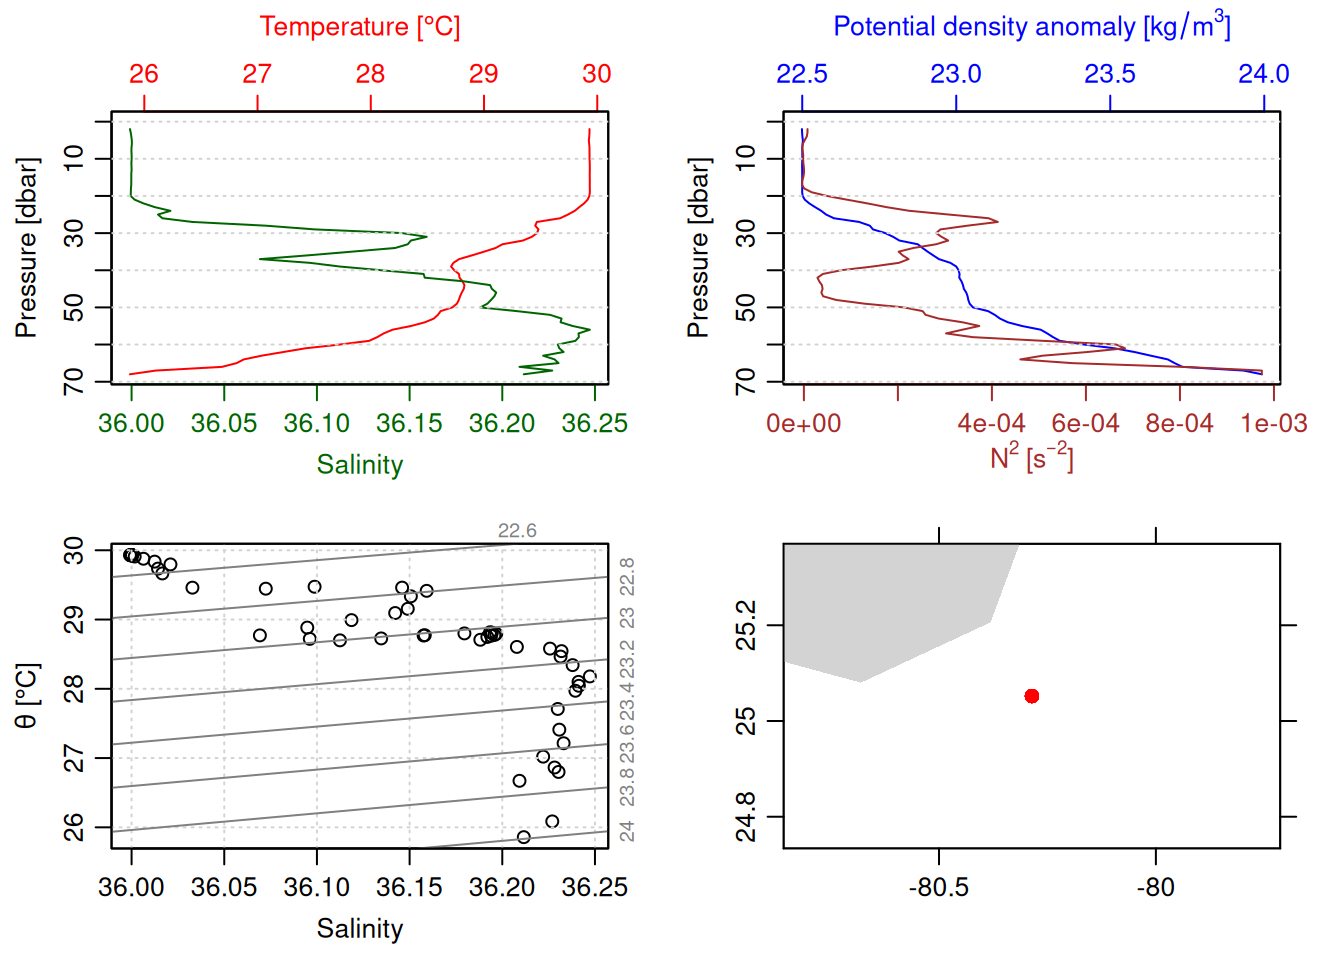 Temperature [°C]
26 27 28 29 30
Pressure [dbar]
10
30
50
70
36.00 36.05 36.10 36.15 36.20 36.25
Salinity
Potential density anomaly [kg/m³]
22.5 23.0 23.5 24.0
Pressure [dbar]
10
30
50
70
0e+00 4e-04 6e-04 8e-04 1e-03
N² [s⁻²]
22.6
22.8
23
23.2
23.4
23.6
23.8
24
θ [°C]
30
29
28
27
26
36.00 36.05 36.10 36.15 36.20 36.25
Salinity
25.2
25
24.8
-80.5 -80